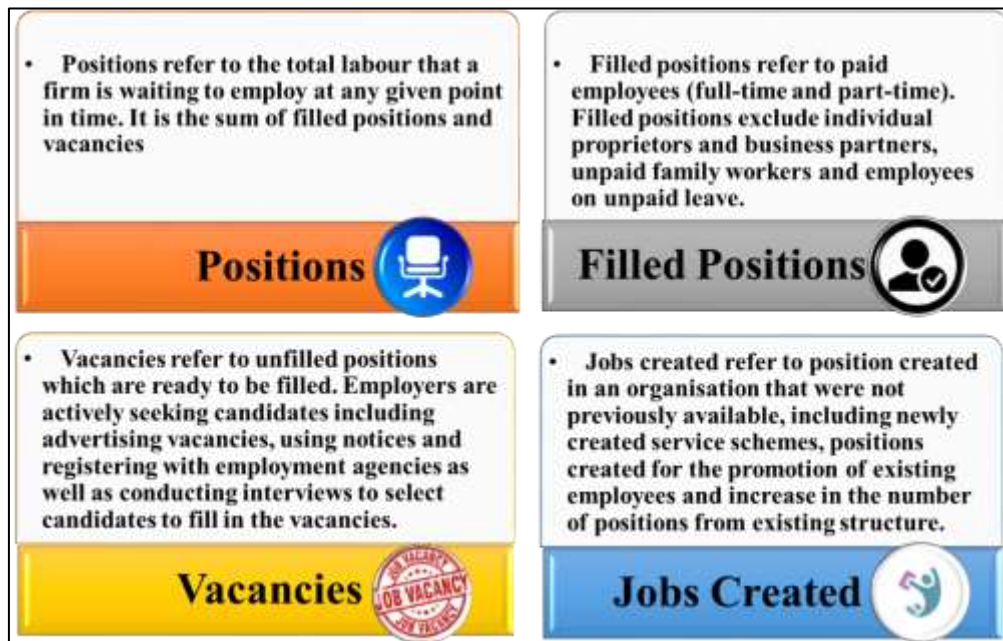 • Positions refer to the total labour that a
firm is waiting to employ at any given point
in time. It is the sum of filled positions and
vacancies
Positions
• Filled positions refer to paid
employees (full-time and part-time).
Filled positions exclude individual
proprietors and business partners,
unpaid family workers and employees
on unpaid leave.
Filled Positions
• Vacancies refer to unfilled positions
which are ready to be filled. Employers are
actively seeking candidates including
advertising vacancies, using notices and
registering with employment agencies as
well as conducting interviews to select
candidates to fill in the vacancies.
Vacancies
JOB VACANCY
JOB VACANCY
JOB VACANCY
• Jobs created refer to position created
in an organisation that were not
previously available, including newly
created service schemes, positions
created for the promotion of existing
employees and increase in the number
of positions from existing structure.
Jobs Created